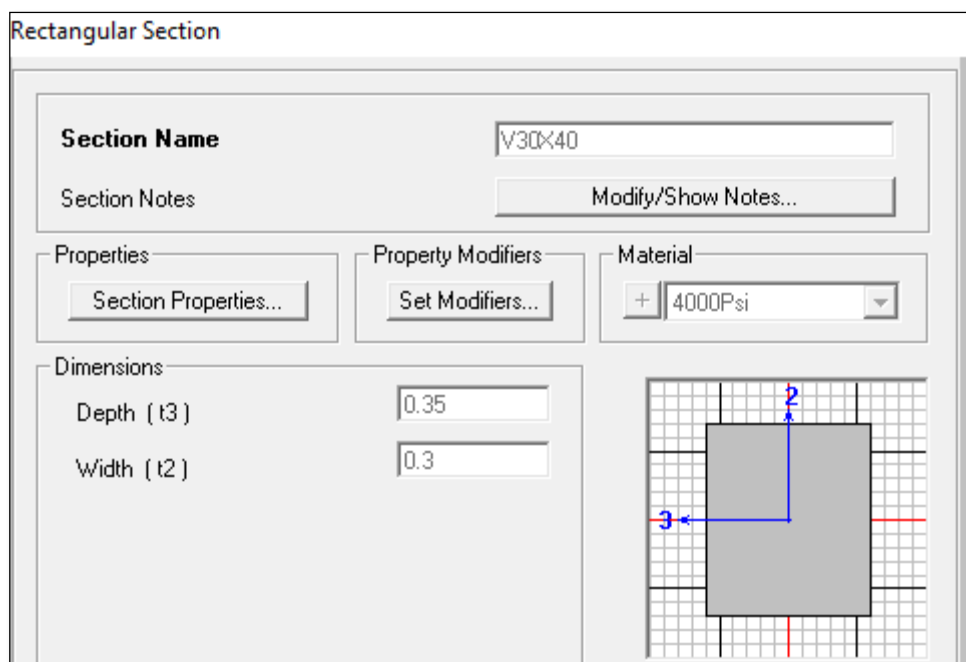 Rectangular Section
Section Name V30X40
Section Notes Modify/Show Notes...
Properties Property Modifiers Material
Section Properties... Set Modifiers... + 4000Psi
Dimensions
Depth ( t3 ) 0.35
Width ( t2 ) 0.3
2
3